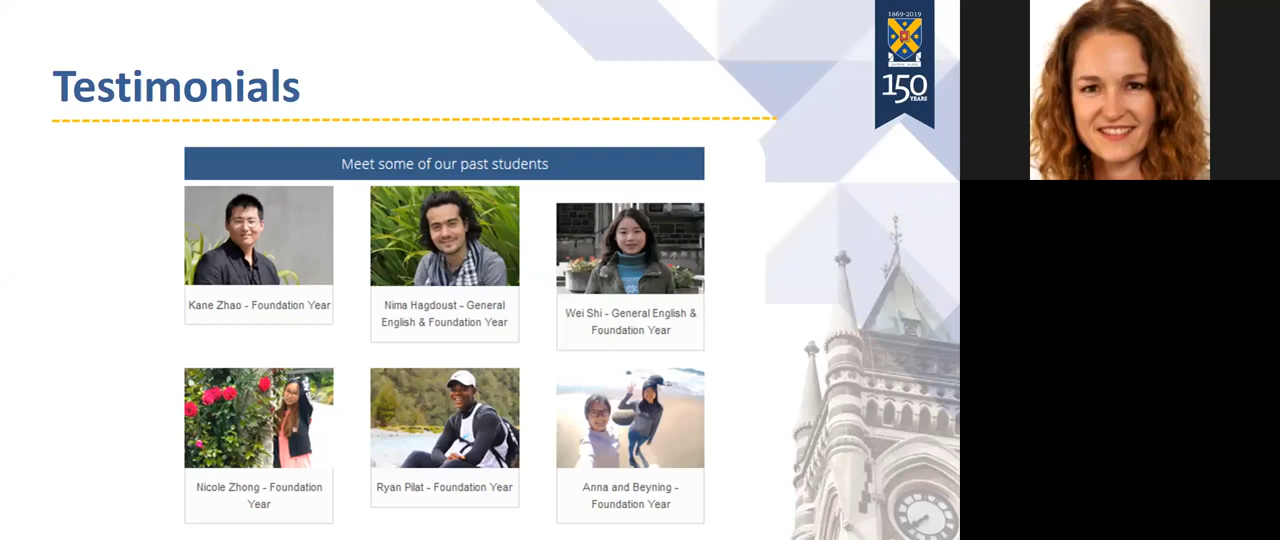 1869-2019
150
YEARS
Testimonials
Meet some of our past students
Kane Zhao - Foundation Year
Nima Hagdoust - General
English & Foundation Year
Wei Shi - General English &
Foundation Year
Nicole Zhong - Foundation
Year
Ryan Pilat - Foundation Year
Anna and Beyning -
Foundation Year